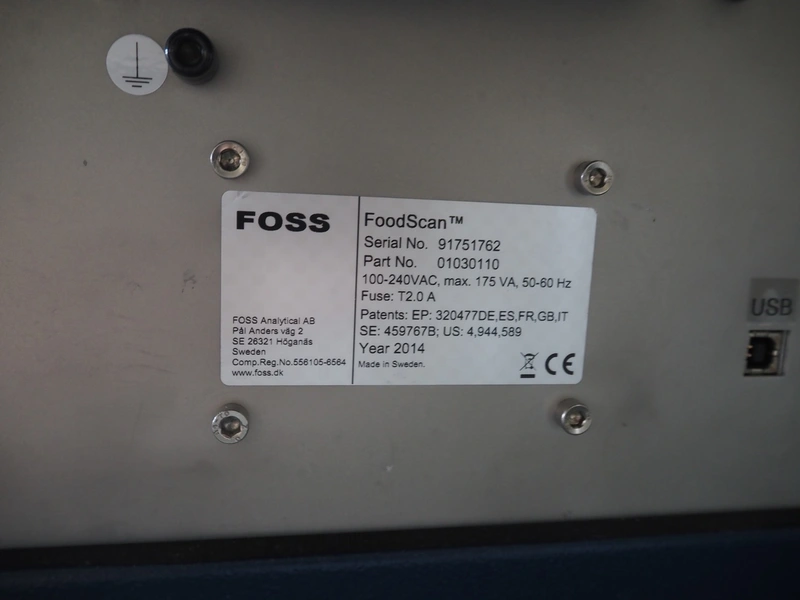 FOSS
FOSS Analytical AB
Pål Anders väg 2
SE 26321 Höganäs
Sweden
Comp.Reg.No.556105-6564
www.foss.dk
FoodScan™
Serial No. 91751762
Part No. 01030110
100-240VAC, max. 175 VA, 50-60 Hz
Fuse: T2.0 A
Patents: EP: 320477DE,ES,FR,GB,IT
SE: 459767B; US: 4,944,589
Year 2014
Made in Sweden.
CE
USB